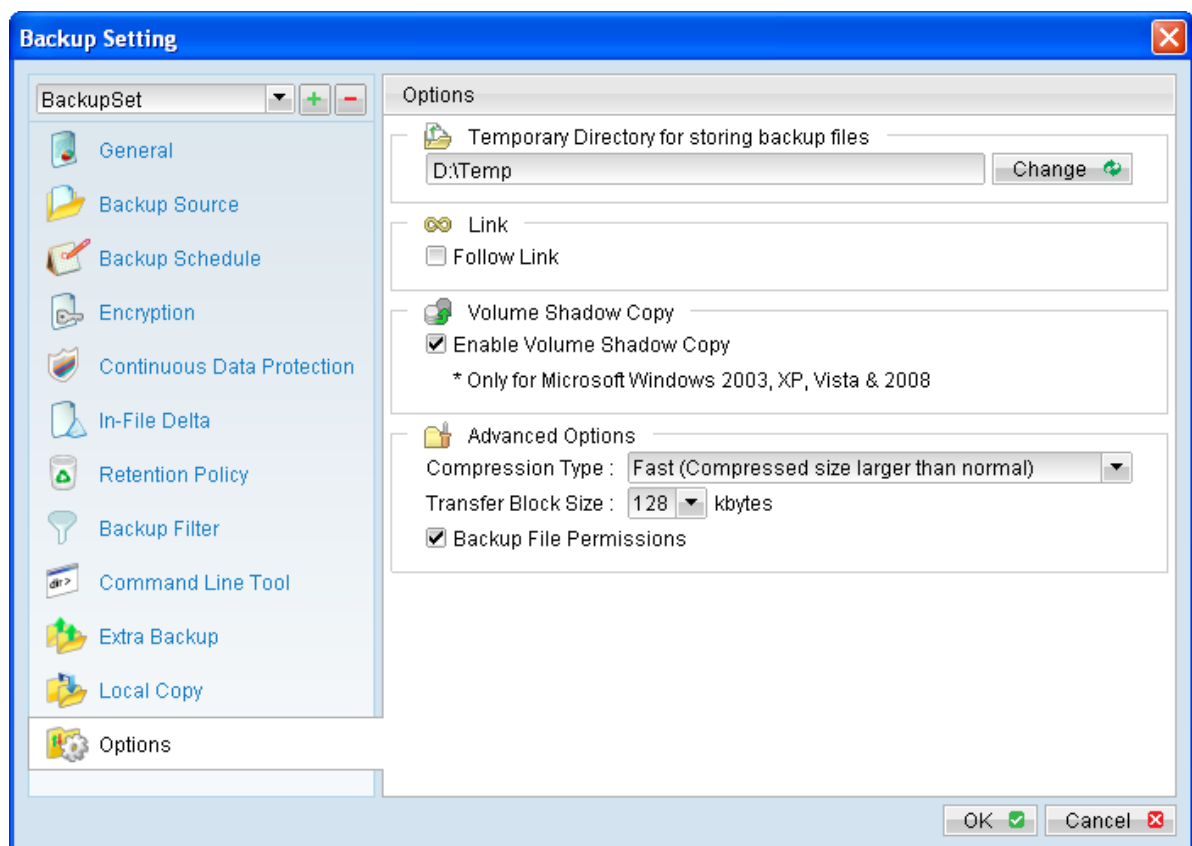 Backup Setting
BackupSet
General
Backup Source
Backup Schedule
Encryption
Continuous Data Protection
In-File Delta
Retention Policy
Backup Filter
dir>
Command Line Tool
Extra Backup
Local Copy
Options
Options
Temporary Directory for storing backup files
D:\Temp
Change
Link
Follow Link
Volume Shadow Copy
Enable Volume Shadow Copy
* Only for Microsoft Windows 2003, XP, Vista & 2008
Advanced Options
Compression Type : Fast (Compressed size larger than normal)
Transfer Block Size : 128 kbytes
Backup File Permissions
OK Cancel